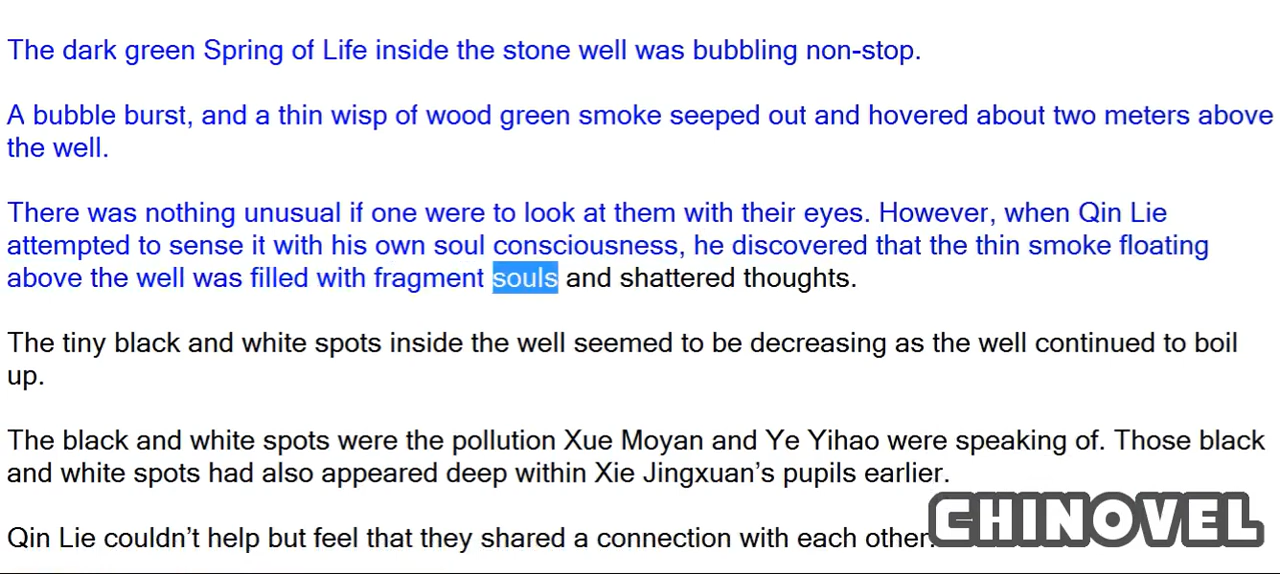 The dark green Spring of Life inside the stone well was bubbling non-stop.
A bubble burst, and a thin wisp of wood green smoke seeped out and hovered about two meters above
the well.
There was nothing unusual if one were to look at them with their eyes. However, when Qin Lie
attempted to sense it with his own soul consciousness, he discovered that the thin smoke floating
above the well was filled with fragment souls and shattered thoughts.
The tiny black and white spots inside the well seemed to be decreasing as the well continued to boil
up.
The black and white spots were the pollution Xue Moyan and Ye Yihao were speaking of. Those black
and white spots had also appeared deep within Xie Jingxuan’s pupils earlier.
Qin Lie couldn’t help but feel that they shared a connection with each other.
CHINOVEL